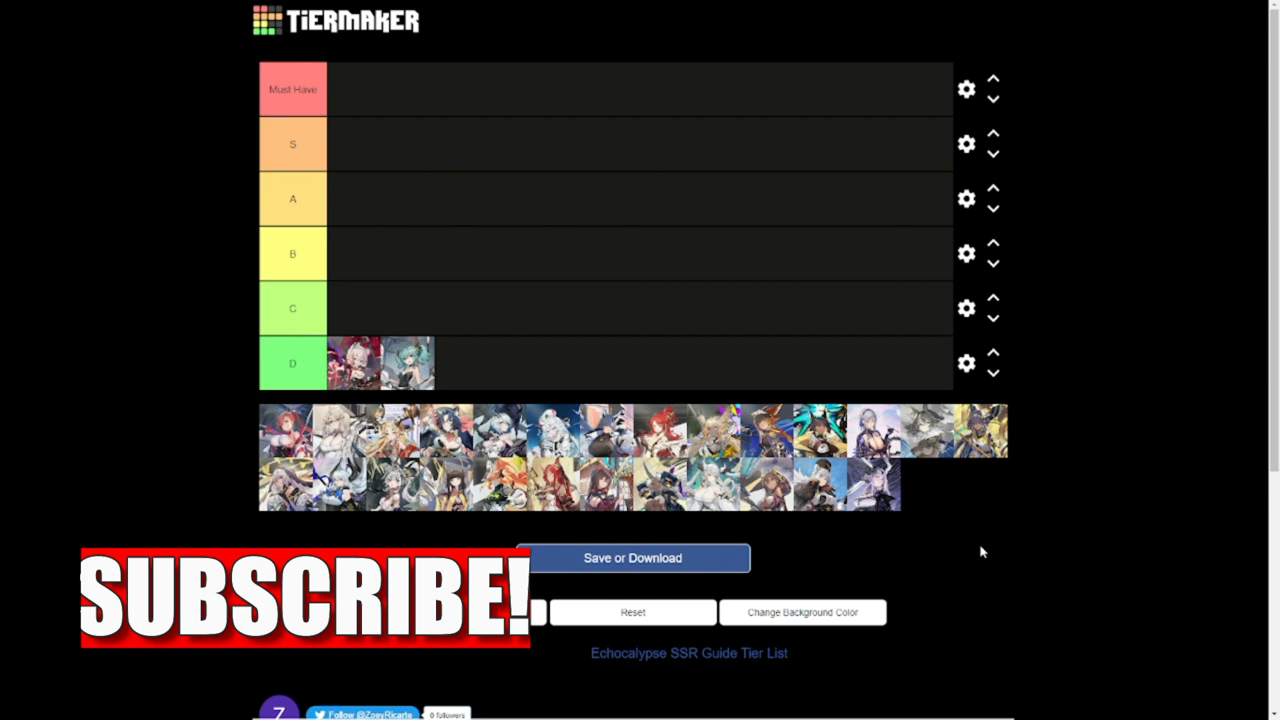 TiERMAKER
Must Have
S
A
B
C
D
Save or Download
SUBSCRIBE!
Reset
Change Background Color
Echocalypse SSR Guide Tier List
Z
Follow @ZoeyRicarte
0 followers